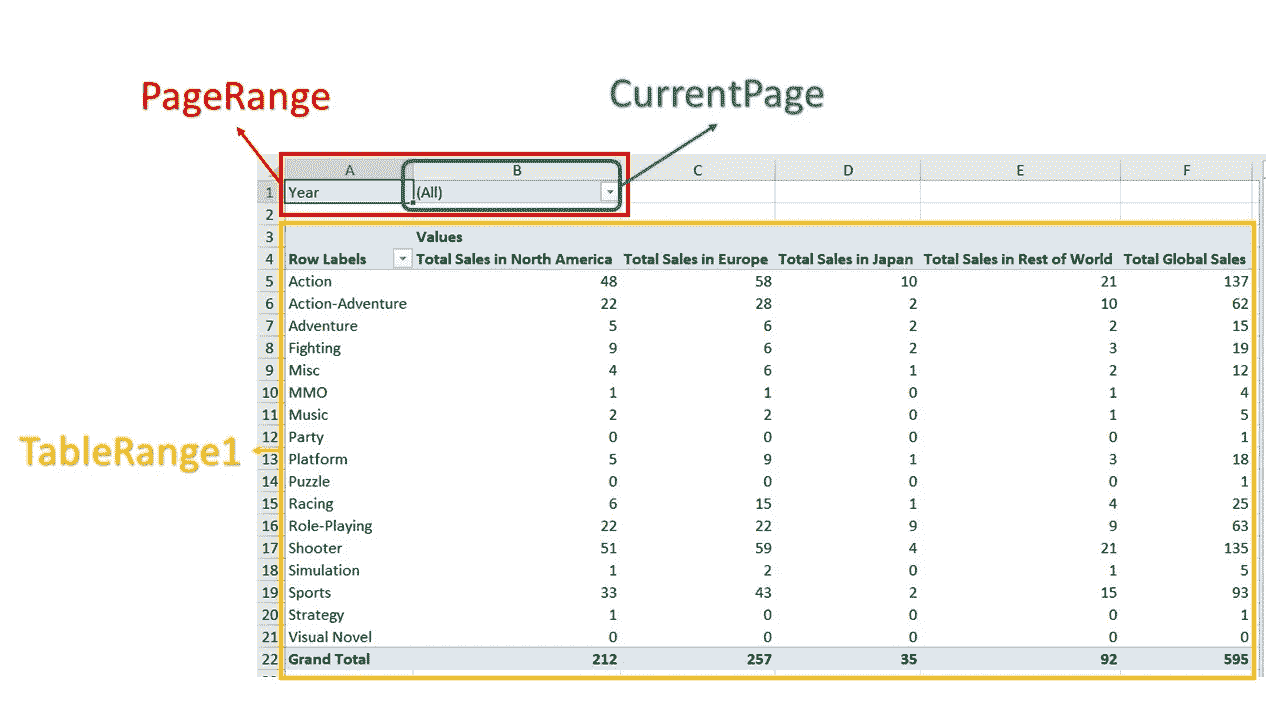 PageRange
CurrentPage
TableRange1
A B C D E F
1 Year (All)
2
3 Values
4 Row Labels Total Sales in North America Total Sales in Europe Total Sales in Japan Total Sales in Rest of World Total Global Sales
5 Action 48 58 10 21 137
6 Action-Adventure 22 28 2 10 62
7 Adventure 5 6 2 2 15
8 Fighting 9 6 2 3 19
9 Misc 4 6 1 2 12
10 MMO 1 1 0 1 4
11 Music 2 2 0 1 5
12 Party 0 0 0 0 1
13 Platform 5 9 1 3 18
14 Puzzle 0 0 0 0 1
15 Racing 6 15 1 4 25
16 Role-Playing 22 22 9 9 63
17 Shooter 51 59 4 21 135
18 Simulation 1 2 0 1 5
19 Sports 33 43 2 15 93
20 Strategy 1 0 0 0 1
21 Visual Novel 0 0 0 0 0
22 Grand Total 212 257 35 92 595